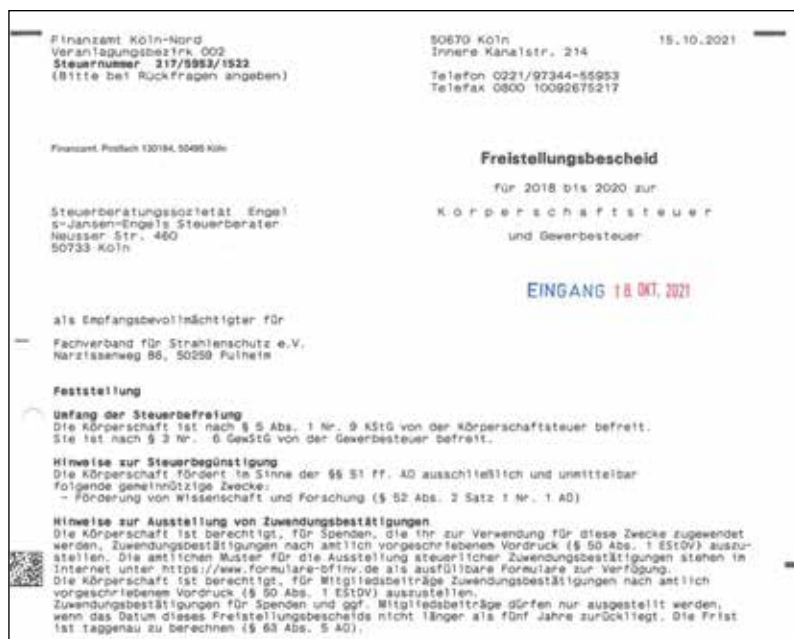 Finanzamt Köln-Nord
Veranlagungsbezirk 002
Steuernummer 217/5953/1522
(Bitte bei Rückfragen angeben)
50670 Köln
Innere Kanalstr. 214
15.10.2021
Telefon 0221/97344-55953
Telefax 0800 10092675217
Finanzamt, Postfach 130164, 50495 Köln
Freistellungsbescheid
für 2018 bis 2020 zur
Körperschaftsteuer
und Gewerbesteuer
Steuerberatungssozietät Engel
s-Jansen-Engels Steuerberater
Neusser Str. 460
50733 Köln
EINGANG 18. OKT. 2021
als Empfangsbevollmächtigter für
Fachverband für Strahlenschutz e.V.
Narzissenweg 86, 50259 Pulheim
Feststellung
Umfang der Steuerbefreiung
Die Körperschaft ist nach § 5 Abs. 1 Nr. 9 KStG von der Körperschaftsteuer befreit.
Sie ist nach § 3 Nr. 6 GewStG von der Gewerbesteuer befreit.
Hinweise zur Steuerbegünstigung
Die Körperschaft fördert im Sinne der §§ 51 ff. AO ausschließlich und unmittelbar
folgende gemeinnützige Zwecke:
- Förderung von Wissenschaft und Forschung (§ 52 Abs. 2 Satz 1 Nr. 1 AO)
Hinweise zur Ausstellung von Zuwendungsbestätigungen
Die Körperschaft ist berechtigt, für Spenden, die ihr zur Verwendung für diese Zwecke zugewendet
werden, Zuwendungsbestätigungen nach amtlich vorgeschriebenem Vordruck (§ 50 Abs. 1 EStDV) auszu-
stellen. Die amtlichen Muster für die Ausstellung steuerlicher Zuwendungsbestätigungen stehen im
Internet unter https://www.formulare-bfinv.de als ausfüllbare Formulare zur Verfügung.
Die Körperschaft ist berechtigt, für Mitgliedsbeiträge Zuwendungsbestätigungen nach amtlich
vorgeschriebenem Vordruck (§ 50 Abs. 1 EStDV) auszustellen.
Zuwendungsbestätigungen für Spenden und ggf. Mitgliedsbeiträge dürfen nur ausgestellt werden,
wenn das Datum dieses Freistellungsbescheids nicht länger als fünf Jahre zurückliegt. Die Frist
ist taggenau zu berechnen (§ 63 Abs. 5 AO).